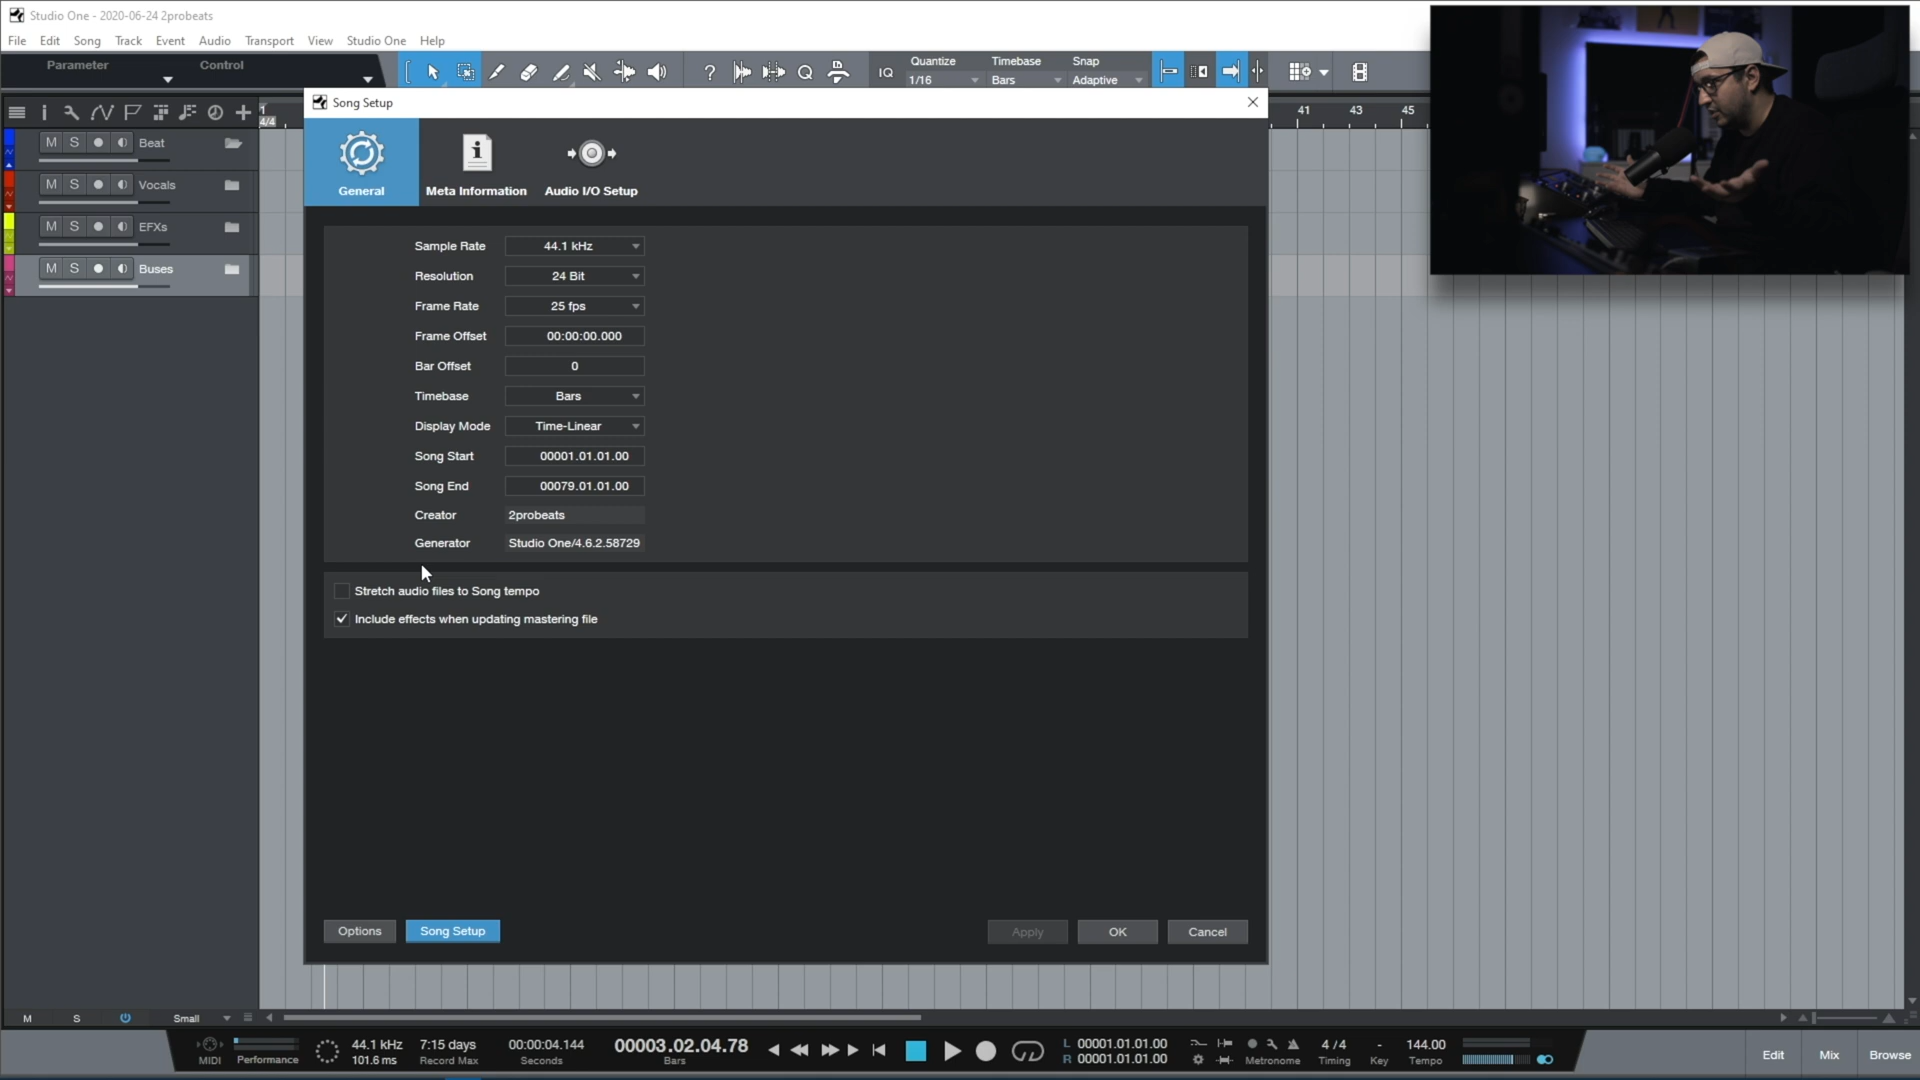 Studio One - 2020-06-24 2probeats
File Edit Song Track Event Audio Transport View Studio One Help
Parameter Control
IQ
Quantize Timebase Snap
1/16 Bars Adaptive
Song Setup
1
4/4
41 43 45
M S Beat
M S Vocals
M S EFXs
M S Buses
General Meta Information Audio I/O Setup
Sample Rate 44.1 kHz
Resolution 24 Bit
Frame Rate 25 fps
Frame Offset 00:00:00.000
Bar Offset 0
Timebase Bars
Display Mode Time-Linear
Song Start 00001.01.01.00
Song End 00079.01.01.00
Creator 2probeats
Generator Studio One/4.6.2.58729
Stretch audio files to Song tempo
Include effects when updating mastering file
Options Song Setup Apply OK Cancel
M S Small
44.1 kHz 7:15 days 00:00:04.144 00003.02.04.78 L 00001.01.01.00 4 / 4 - 144.00
MIDI Performance 101.6 ms Record Max Seconds Bars R 00001.01.01.00 Metronome Timing Key Tempo
Edit Mix Browse